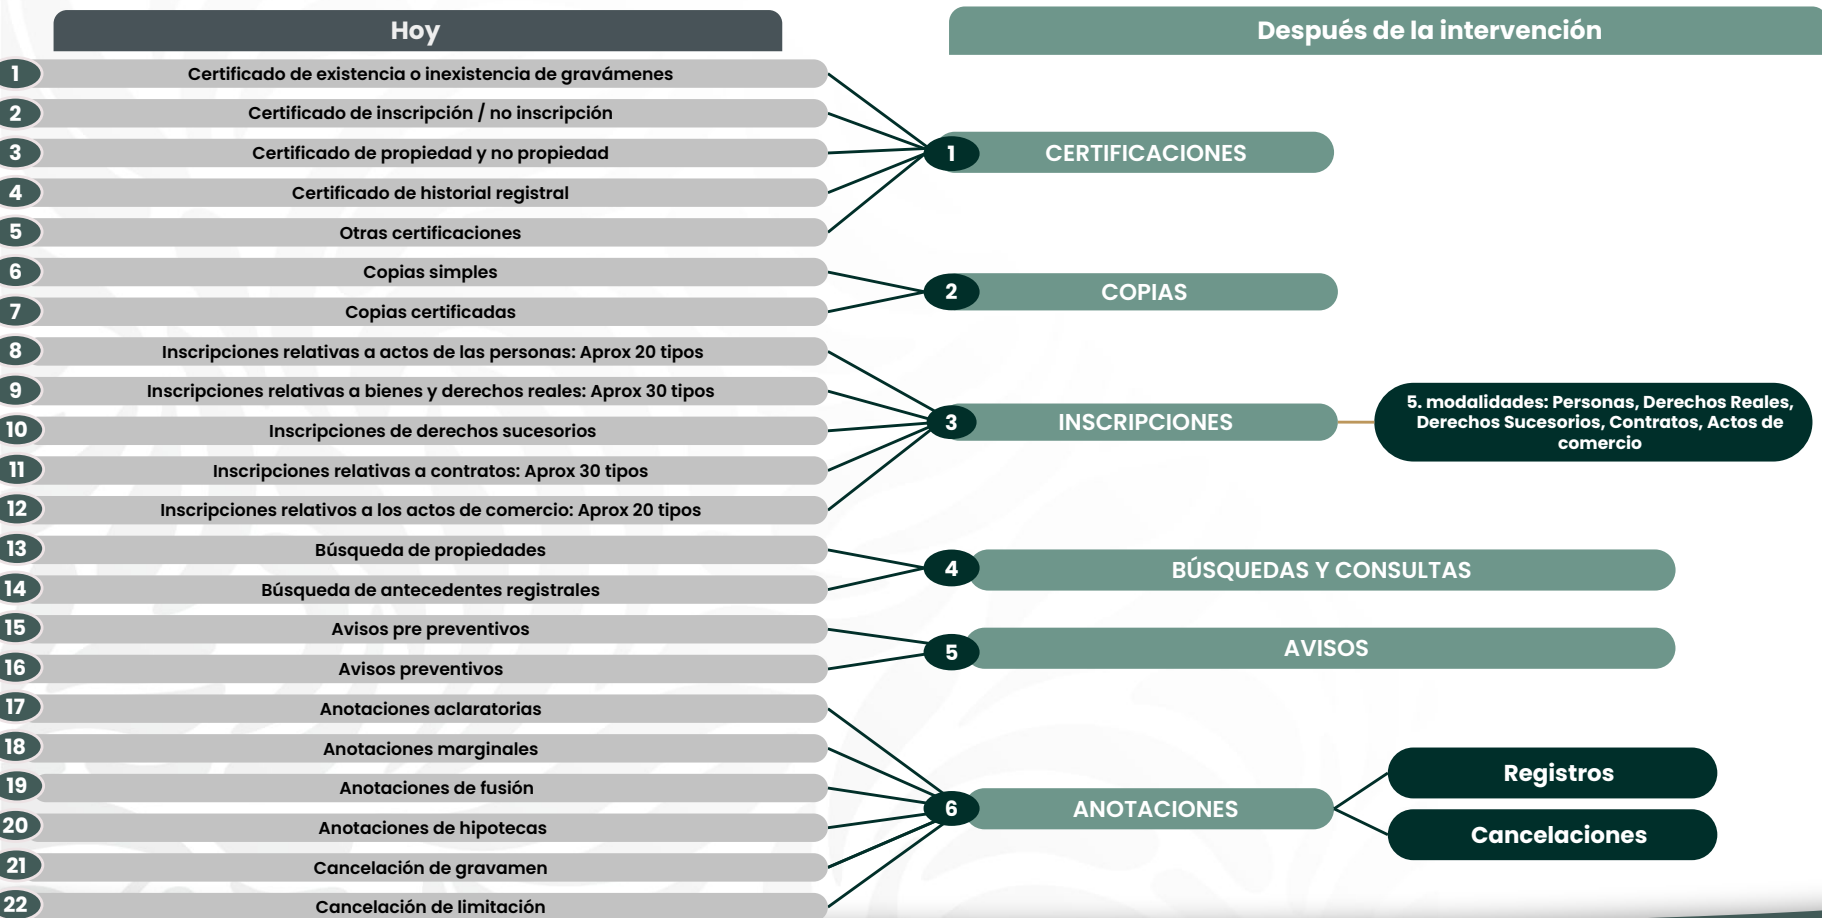 Hoy
1 Certificado de existencia o inexistencia de gravámenes
2 Certificado de inscripción / no inscripción
3 Certificado de propiedad y no propiedad
4 Certificado de historial registral
5 Otras certificaciones
6 Copias simples
7 Copias certificadas
8 Inscripciones relativas a actos de las personas: Aprox 20 tipos
9 Inscripciones relativas a bienes y derechos reales: Aprox 30 tipos
10 Inscripciones de derechos sucesorios
11 Inscripciones relativas a contratos: Aprox 30 tipos
12 Inscripciones relativos a los actos de comercio: Aprox 20 tipos
13 Búsqueda de propiedades
14 Búsqueda de antecedentes registrales
15 Avisos pre preventivos
16 Avisos preventivos
17 Anotaciones aclaratorias
18 Anotaciones marginales
19 Anotaciones de fusión
20 Anotaciones de hipotecas
21 Cancelación de gravamen
22 Cancelación de limitación
Después de la intervención
1 CERTIFICACIONES
2 COPIAS
3 INSCRIPCIONES
5. modalidades: Personas, Derechos Reales,
Derechos Sucesorios, Contratos, Actos de
comercio
4 BÚSQUEDAS Y CONSULTAS
5 AVISOS
6 ANOTACIONES
Registros
Cancelaciones